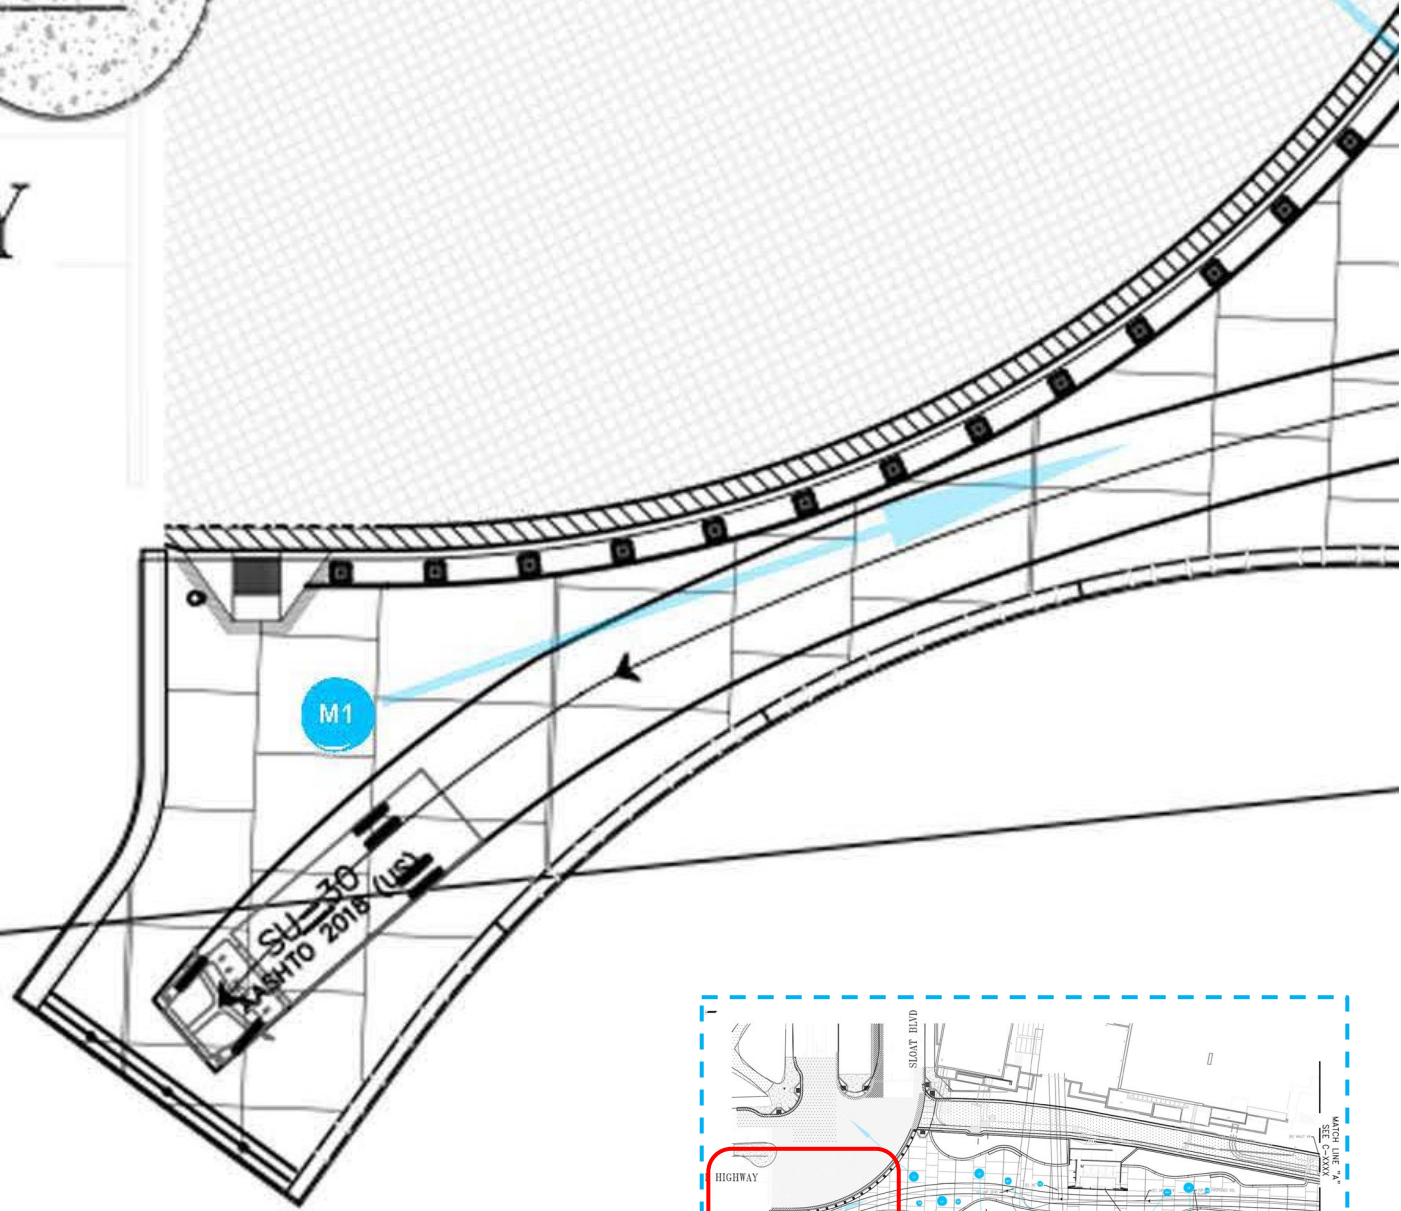 Y
M1
SU-30
AASHTO 2018 (US)
SLOAT BLVD
MATCH LINE "A"
SEE C-XXXX
HIGHWAY